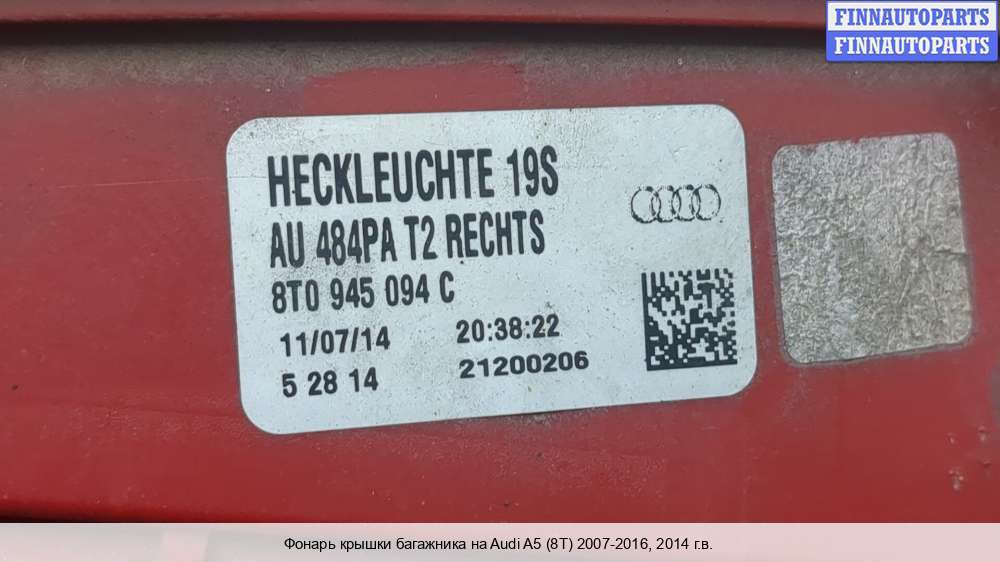 FINNAUTOPARTS
FINNAUTOPARTS
HECKLEUCHTE 19S
AU 484PA T2 RECHTS
8T0 945 094 C
11/07/14 20:38:22
5 28 14 21200206
Фонарь крышки багажника на Audi A5 (8T) 2007-2016, 2014 г.в.